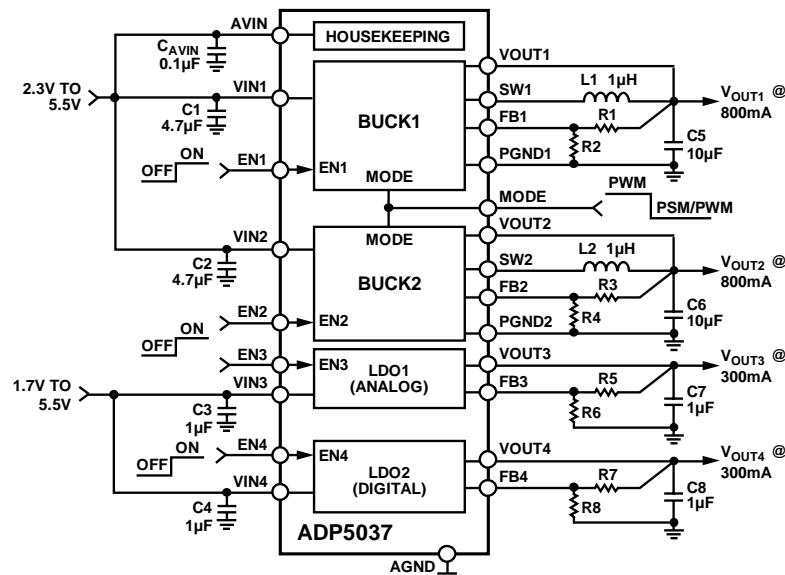 AVIN
HOUSEKEEPING
C_AVIN
0.1µF
VOUT1
2.3V TO
5.5V
VIN1
C1
4.7µF
BUCK1
SW1
L1 1µH
V_OUT1 @
800mA
FB1
R1
R2
C5
10µF
OFF
ON
EN1
EN1
PGND1
MODE
MODE
PWM
PSM/PWM
MODE
VOUT2
VIN2
C2
4.7µF
BUCK2
SW2
L2 1µH
V_OUT2 @
800mA
FB2
R3
R4
C6
10µF
OFF
ON
EN2
EN2
PGND2
EN3
EN3
LDO1
(ANALOG)
VOUT3
V_OUT3 @
300mA
1.7V TO
5.5V
VIN3
C3
1µF
FB3
R5
R6
C7
1µF
OFF
ON
EN4
EN4
LDO2
(DIGITAL)
VOUT4
V_OUT4 @
300mA
VIN4
C4
1µF
FB4
R7
R8
C8
1µF
ADP5037
AGND